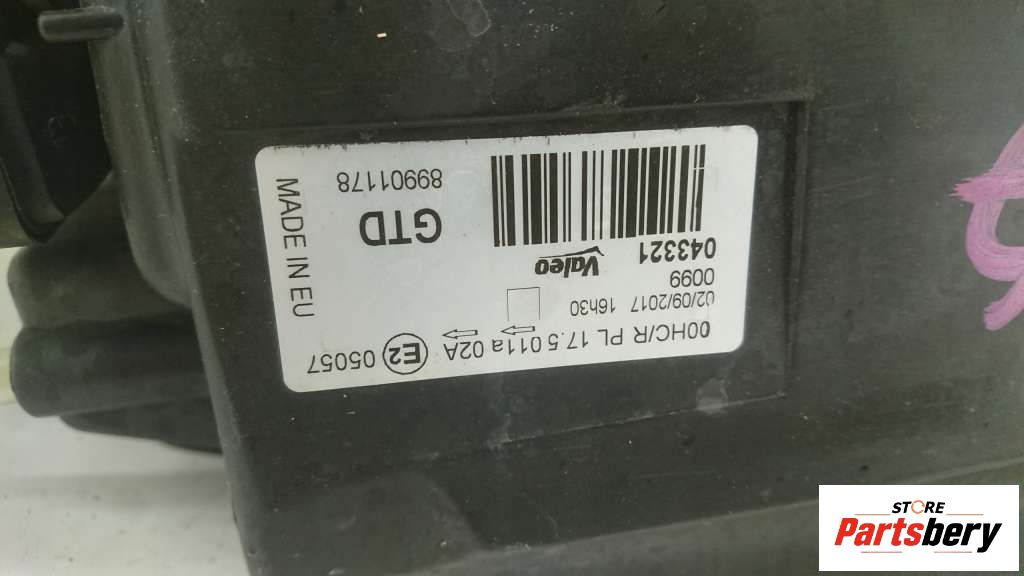 00HC/R PL 17.5 011a 02A E2 05057
02/09/2017 16h30
0099
Valeo
043321
GTD
89901178
MADE IN EU
STORE
Partsbery